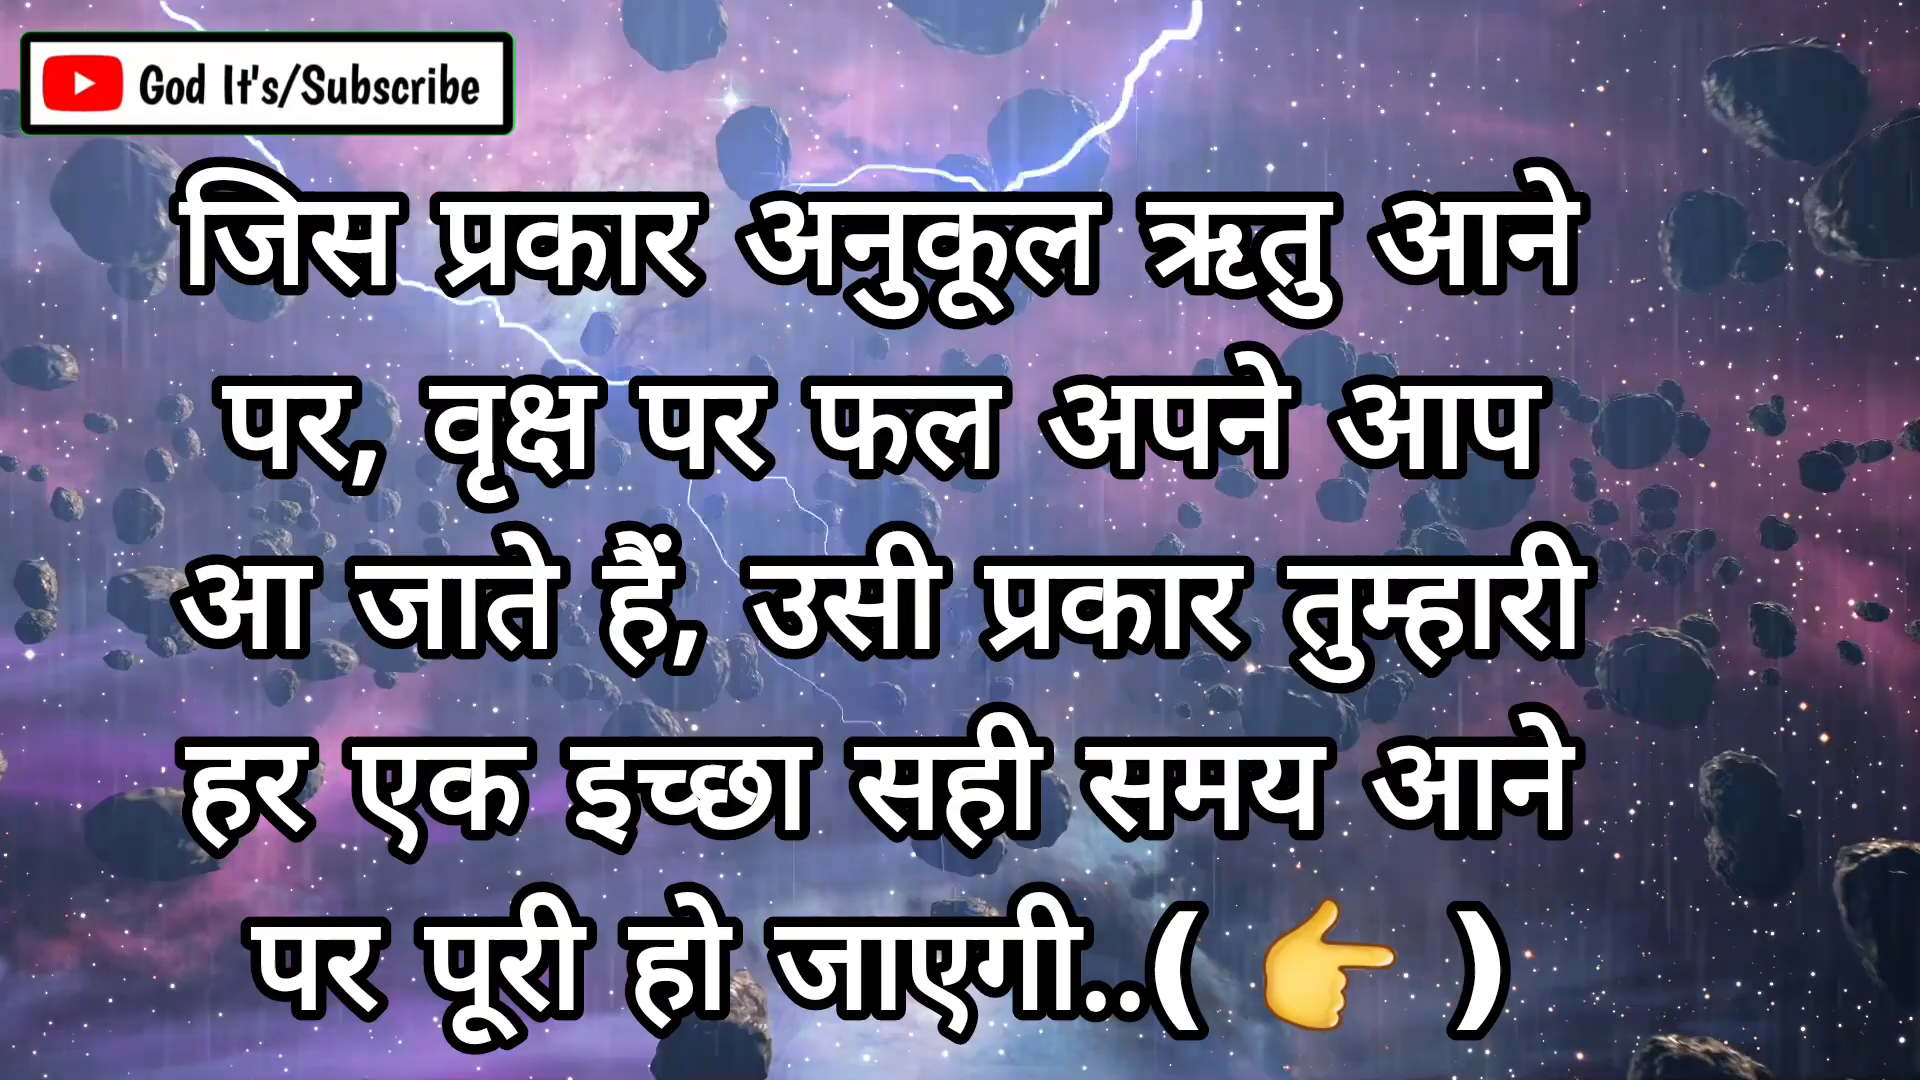 God It's/Subscribe
जिस प्रकार अनुकूल ऋतु आने
पर, वृक्ष पर फल अपने आप
आ जाते हैं, उसी प्रकार तुम्हारी
हर एक इच्छा सही समय आने
पर पूरी हो जाएगी..( 👉 )